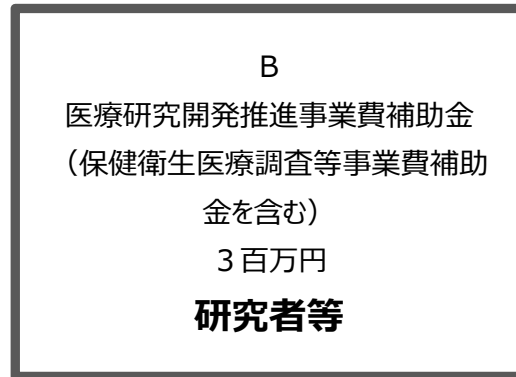 B
医療研究開発推進事業費補助金
（保健衛生医療調査等事業費補助
金を含む）
３百万円
研究者等